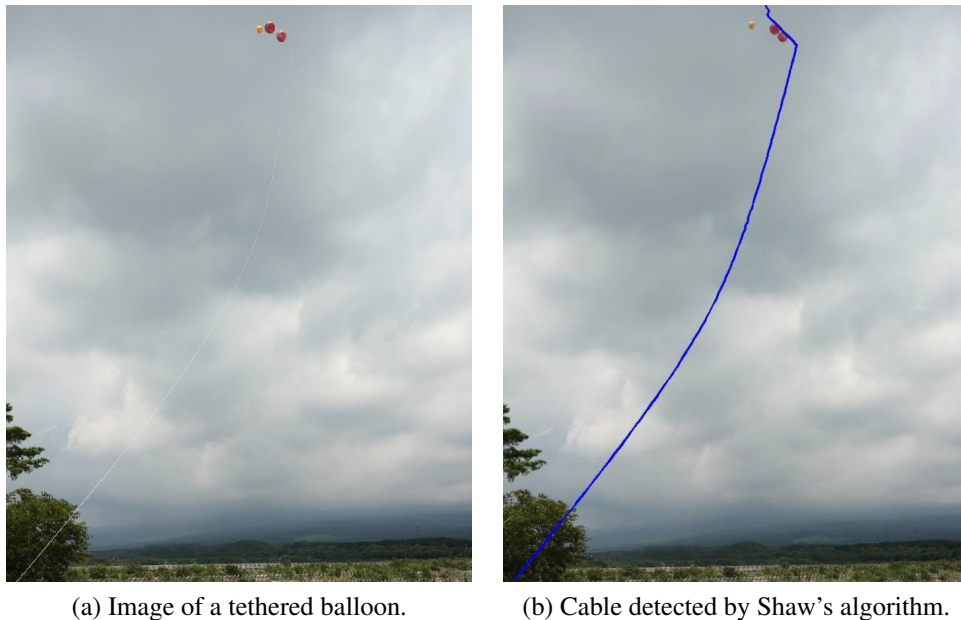 (a) Image of a tethered balloon.
(b) Cable detected by Shaw's algorithm.